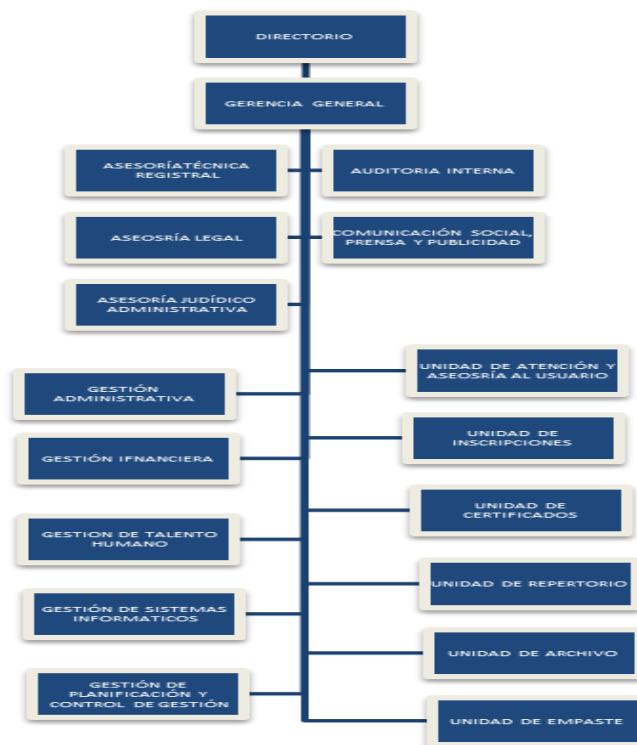 DIRECTORIO
GERENCIA GENERAL
ASESORÍATÉCNICA
REGISTRAL
AUDITORIA INTERNA
ASEOSRÍA LEGAL
COMUNICACIÓN SOCIAL,
PRENSA Y PUBLICIDAD
ASESORÍA JUDÍDICO
ADMINISTRATIVA
UNIDAD DE ATENCIÓN Y
ASEOSRÍA AL USUARIO
GESTIÓN
ADMINISTRATIVA
UNIDAD DE
INSCRIPCIONES
GESTIÓN IFNANCIERA
UNIDAD DE
CERTIFICADOS
GESTION DE TALENTO
HUMANO
UNIDAD DE REPERTORIO
GESTIÓN DE SISTEMAS
INFORMATICOS
UNIDAD DE ARCHIVO
GESTIÓN DE
PLANIFICACIÓN Y
CONTROL DE GESTIÓN
UNIDAD DE EMPASTE